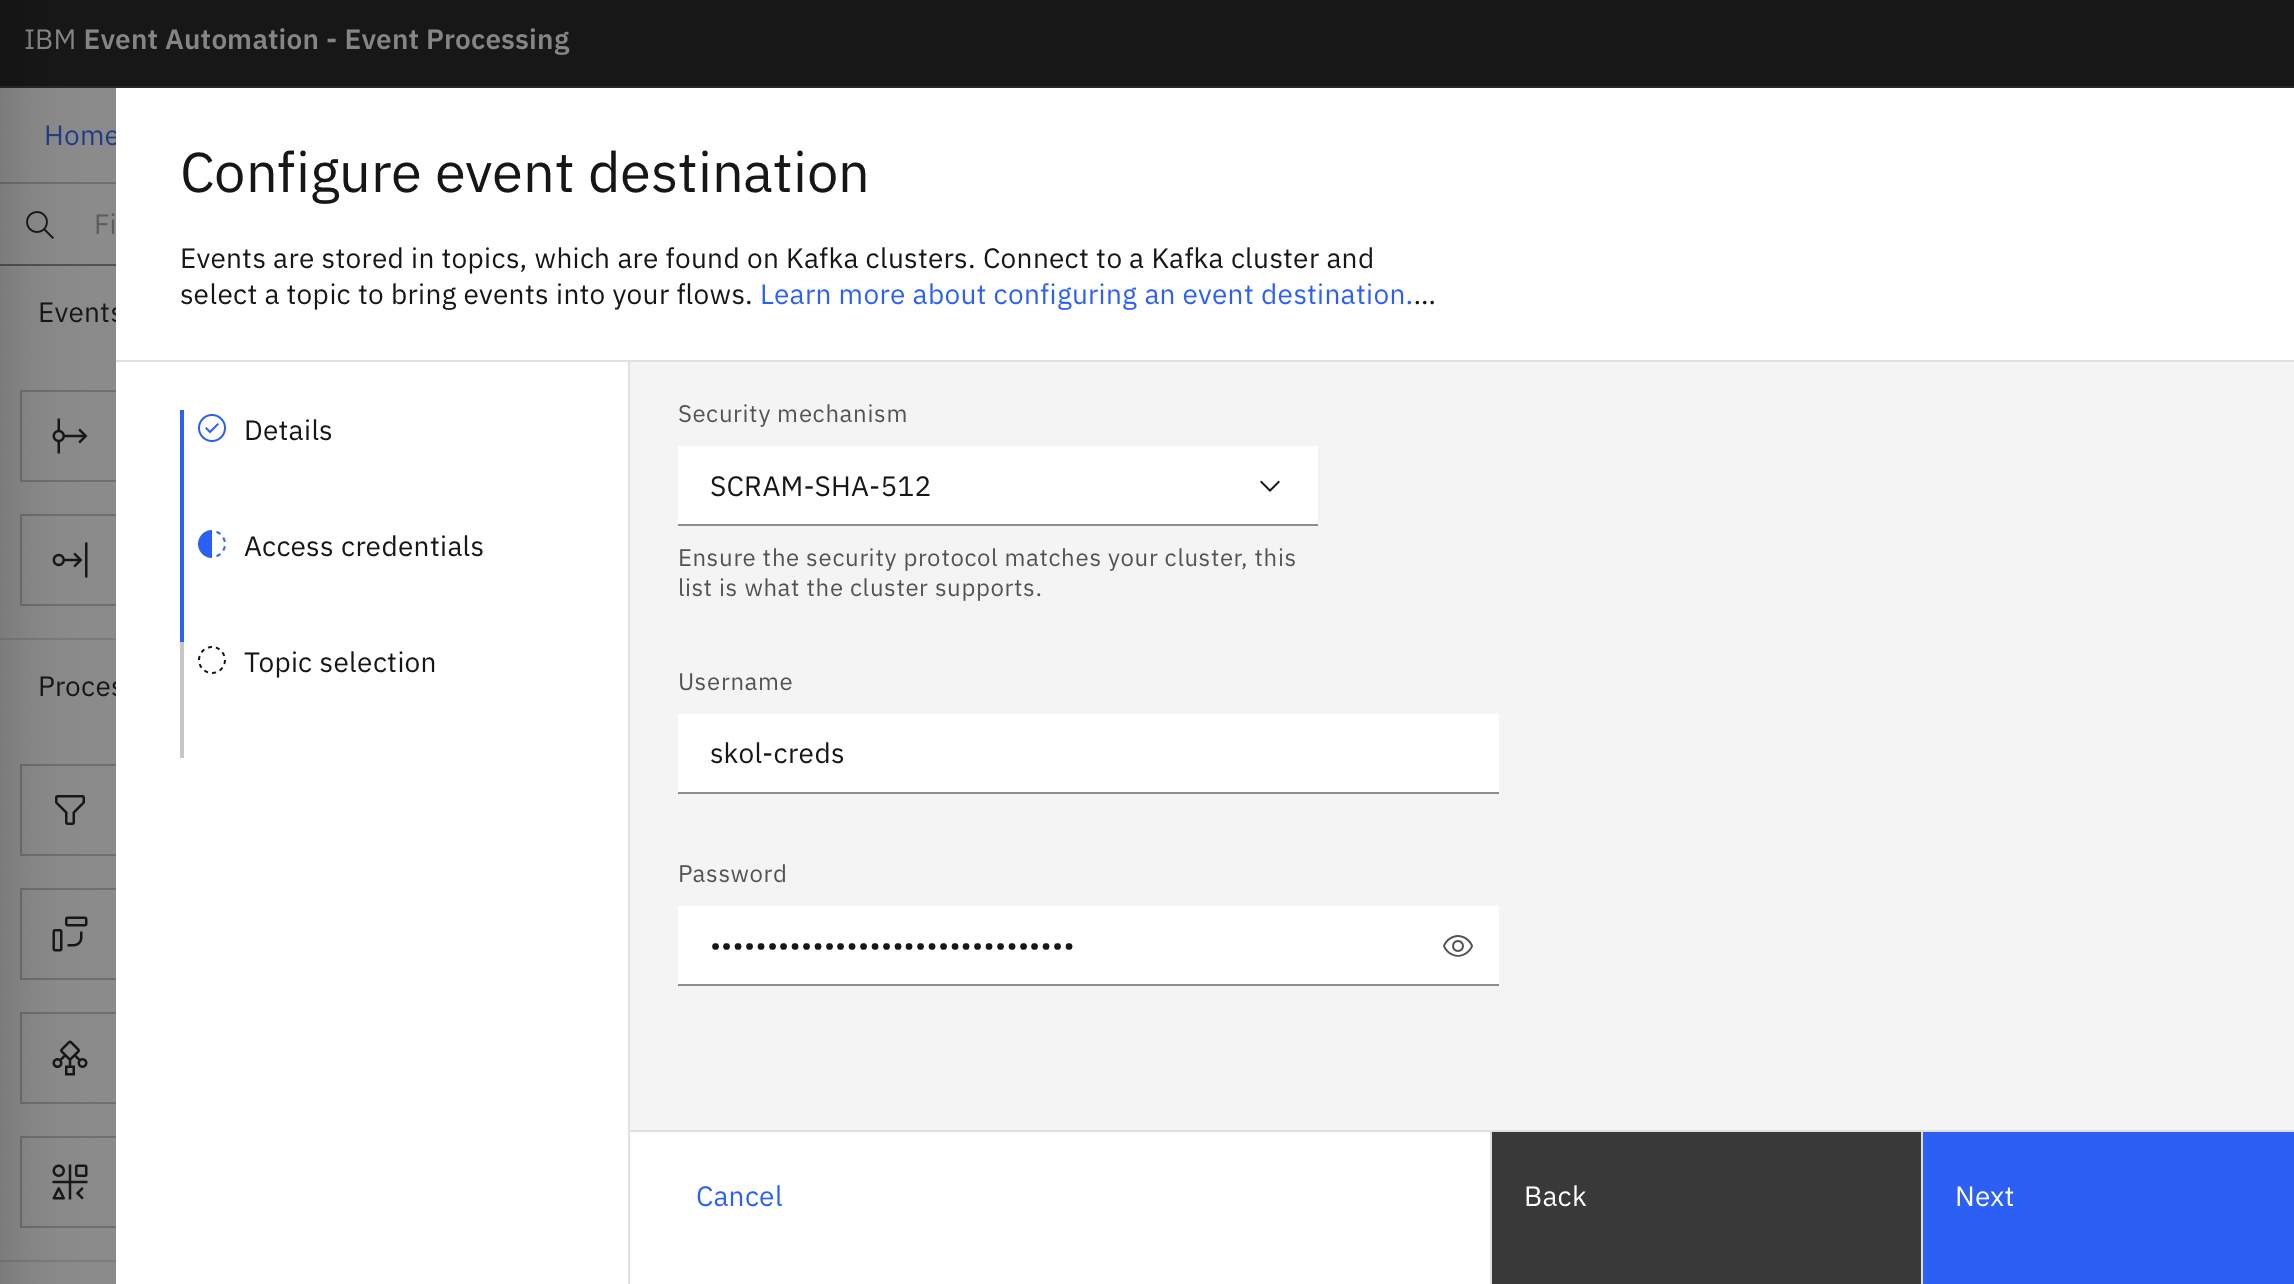 IBM Event Automation - Event Processing
Home
Configure event destination
Fi
Events are stored in topics, which are found on Kafka clusters. Connect to a Kafka cluster and
select a topic to bring events into your flows. Learn more about configuring an event destination....
Events
Proces
Details
Access credentials
Topic selection
Security mechanism
SCRAM-SHA-512
Ensure the security protocol matches your cluster, this
list is what the cluster supports.
Username
skol-creds
Password
••••••••••••••••••••••••••••••••
Cancel
Back
Next